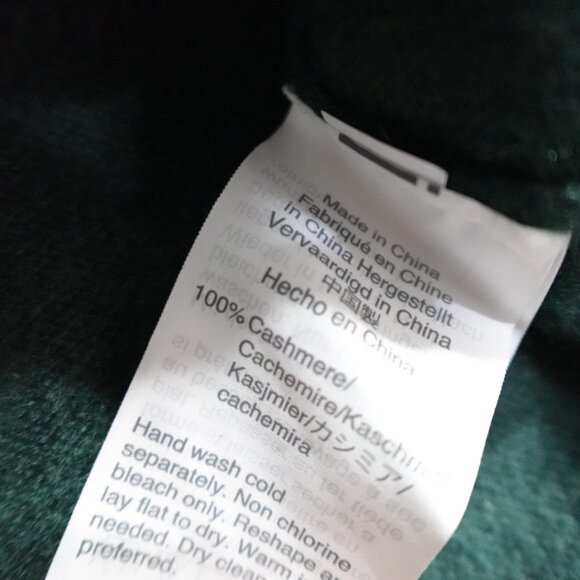 Made in China
Fabriqué en Chine
in China Hergestellt
Vervaardigd in China
中国製
Hecho en China
100% Cashmere/
Cachemire/Kaschmir/
Kasjmier/カシミア/
cachemira
Hand wash cold
separately. Non chlorine
bleach only. Reshape
lay flat to dry. Warm
needed. Dry clean
preferred.